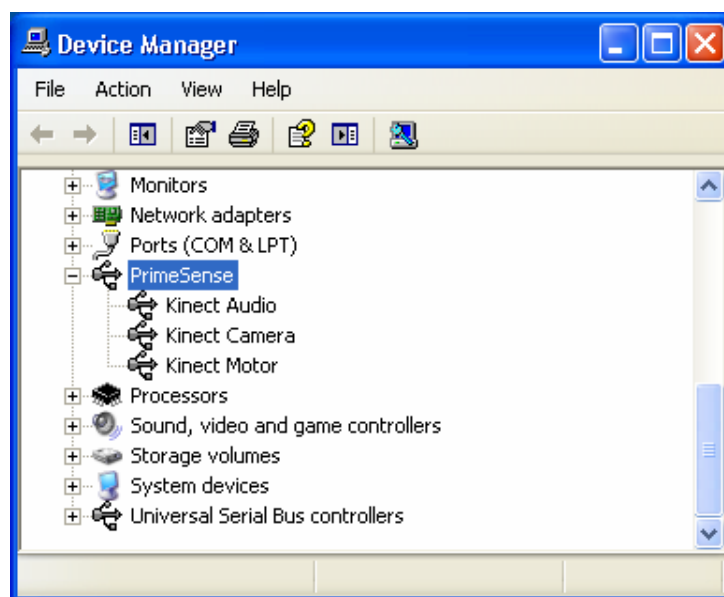 Device Manager
File Action View Help
Monitors
Network adapters
Ports (COM & LPT)
PrimeSense
Kinect Audio
Kinect Camera
Kinect Motor
Processors
Sound, video and game controllers
Storage volumes
System devices
Universal Serial Bus controllers